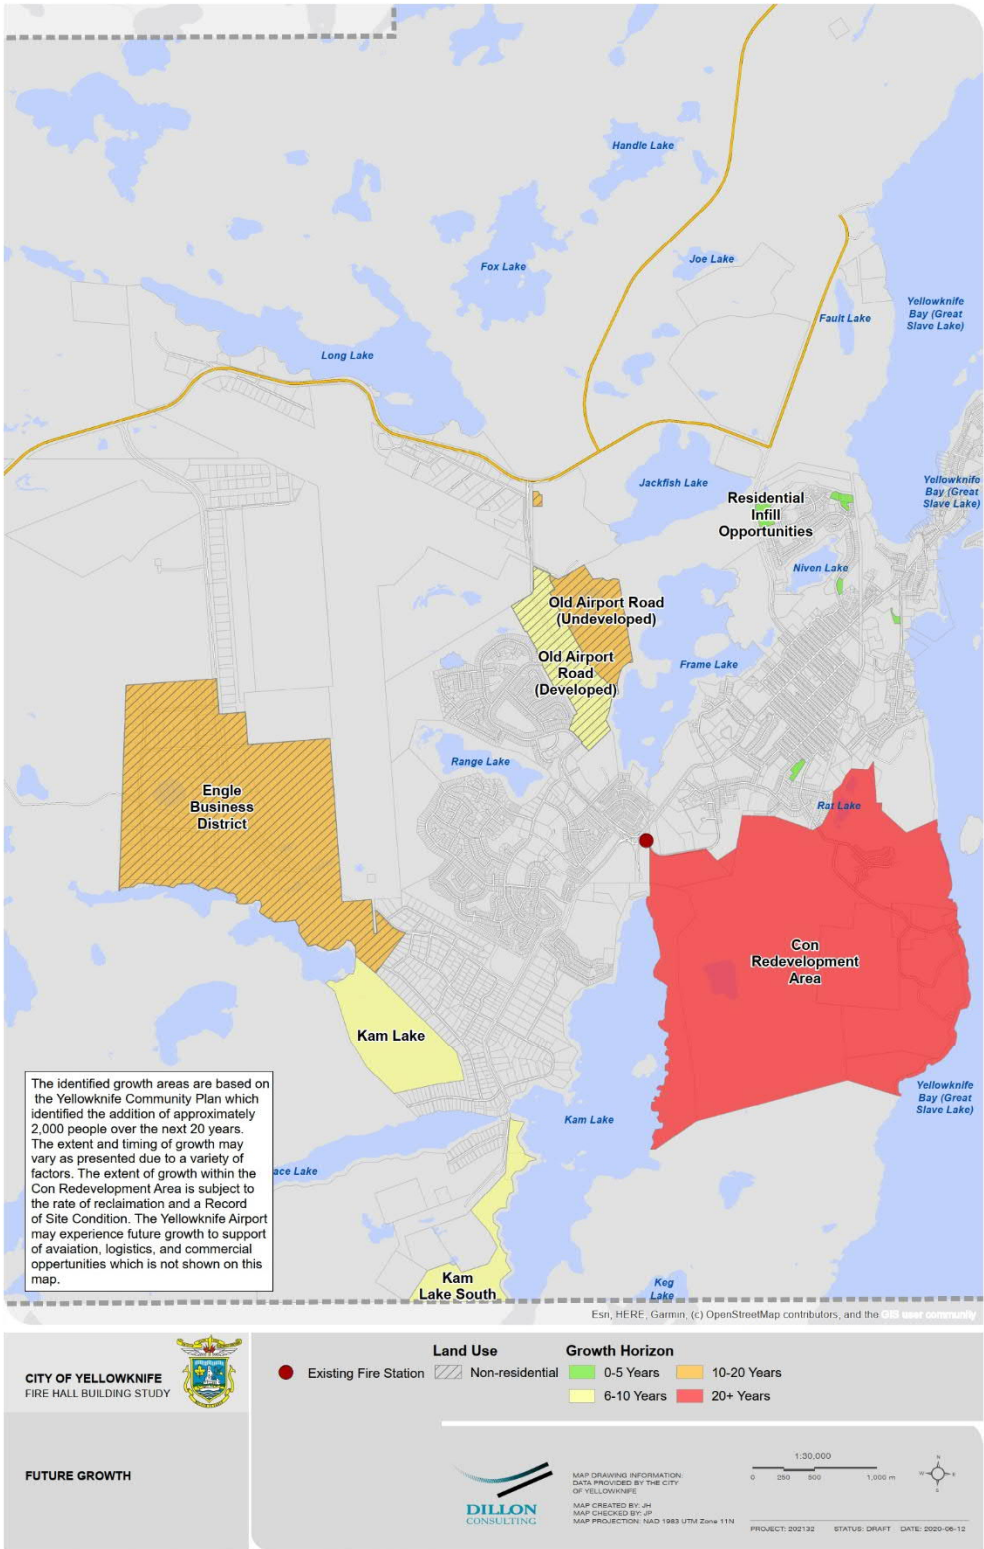 Handle Lake
Joe Lake
Fox Lake
Yellowknife
Bay (Great
Slave Lake)
Fault Lake
Long Lake
Jackfish Lake
Yellowknife
Bay (Great
Slave Lake)
Residential
Infill
Opportunities
Niven Lake
Old Airport Road
(Undeveloped)
Old Airport
Road
(Developed)
Frame Lake
Range Lake
Engle
Business
District
Rat Lake
Con
Redevelopment
Area
Kam Lake
Kam Lake
Yellowknife
Bay (Great
Slave Lake)
The identified growth areas are based on
the Yellowknife Community Plan which
identified the addition of approximately
2,000 people over the next 20 years.
The extent and timing of growth may
vary as presented due to a variety of
factors. The extent of growth within the
Con Redevelopment Area is subject to
the rate of reclaimation and a Record
of Site Condition. The Yellowknife Airport
may experience future growth to support
of avaiation, logistics, and commercial
oppertunities which is not shown on this
map.
ace Lake
Kam
Lake South
Keg
Lake
Esri, HERE, Garmin, (c) OpenStreetMap contributors, and the GIS user community
CITY OF YELLOWKNIFE
FIRE HALL BUILDING STUDY
Existing Fire Station
Land Use
Non-residential
Growth Horizon
0-5 Years
10-20 Years
6-10 Years
20+ Years
FUTURE GROWTH
DILLON
CONSULTING
MAP DRAWING INFORMATION:
DATA PROVIDED BY THE CITY
OF YELLOWKNIFE
MAP CREATED BY: JH
MAP CHECKED BY: JP
MAP PROJECTION: NAD 1983 UTM Zone 11N
1:30,000
0 250 500 1,000 m
N
W E
S
PROJECT: 202132 STATUS: DRAFT DATE: 2020-06-12